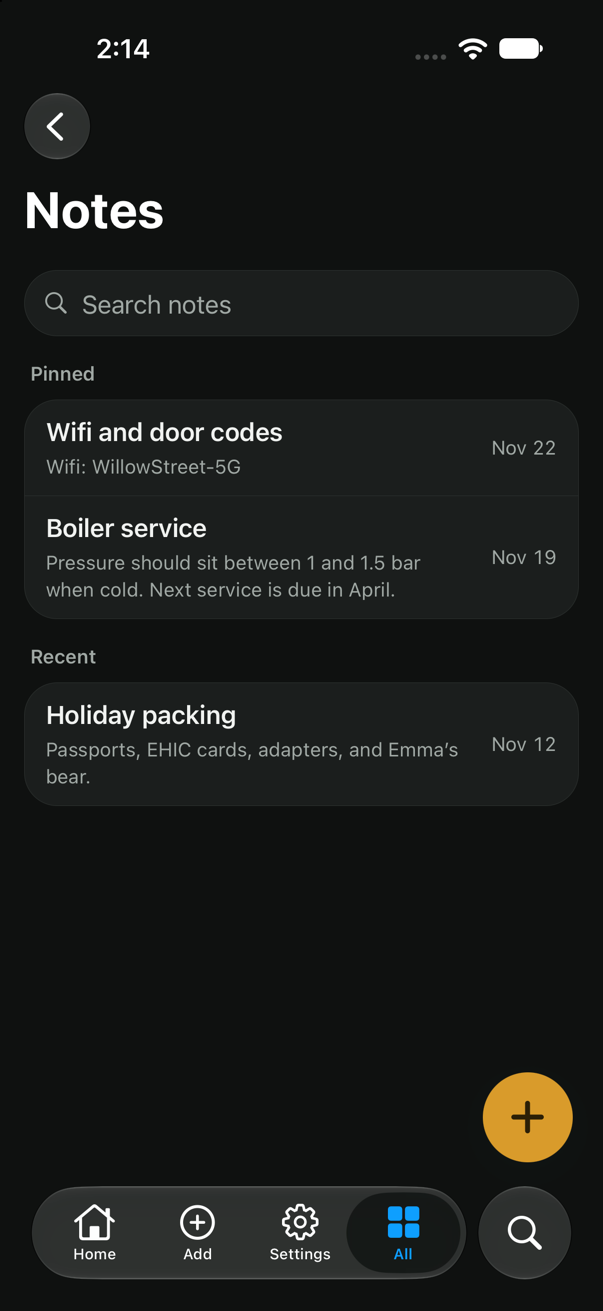 2:14
Notes
Search notes
Pinned
Wifi and door codes
Nov 22
Wifi: WillowStreet-5G
Boiler service
Pressure should sit between 1 and 1.5 bar
Nov 19
when cold. Next service is due in April.
Recent
Holiday packing
Passports, EHIC cards, adapters, and Emma’s
Nov 12
bear.
Home
Add
Settings
All